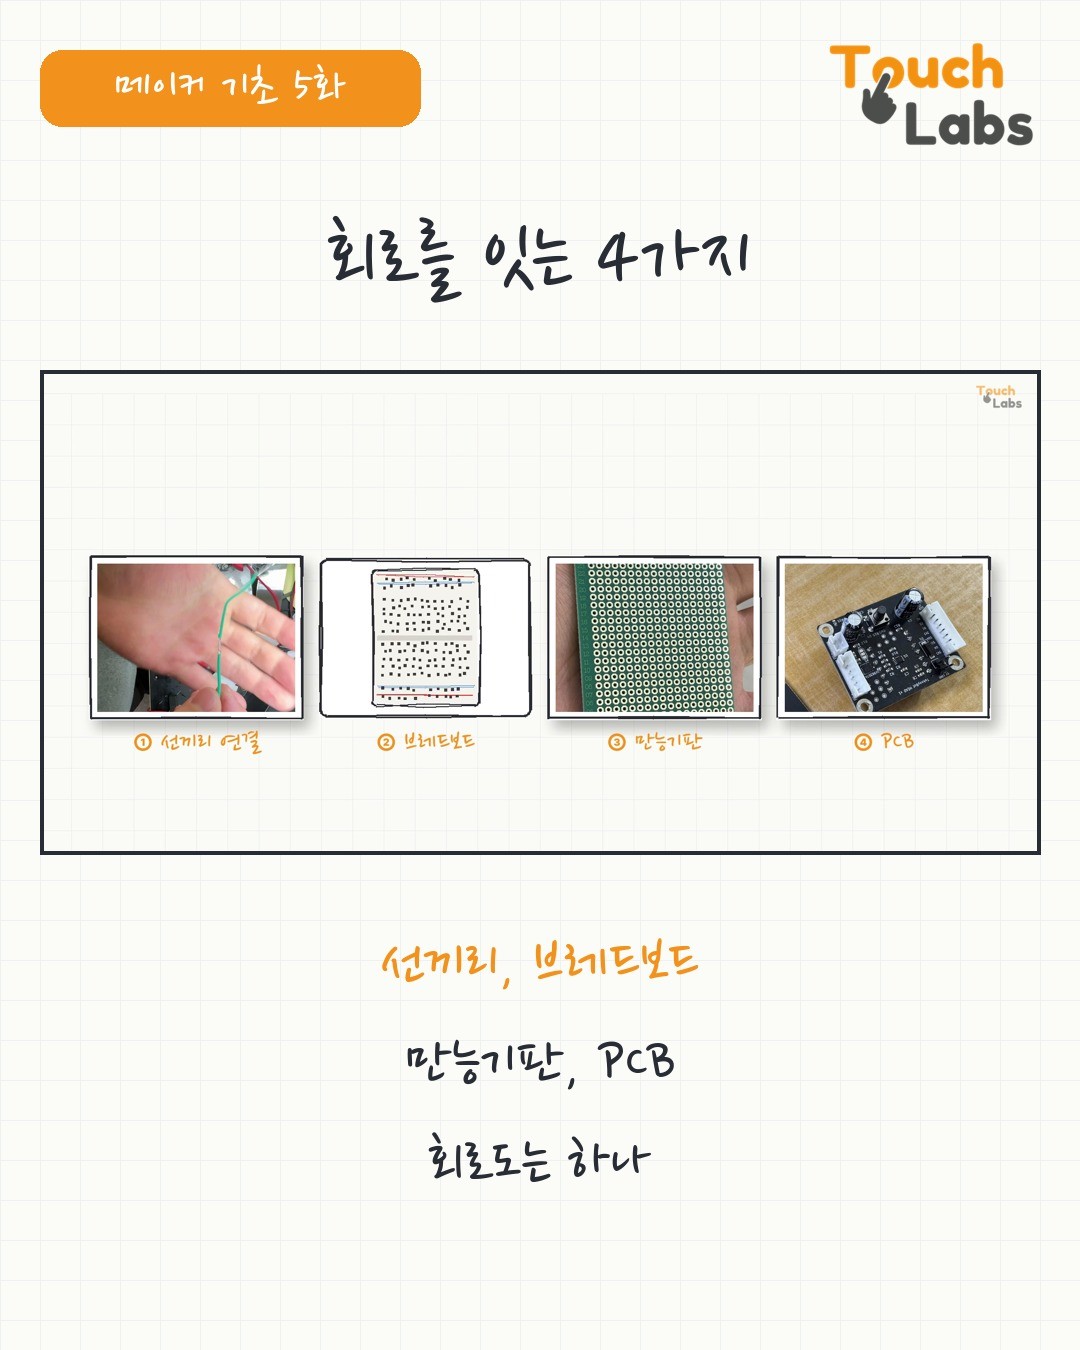 메이커 기초 5화
Touch
Labs
회로를 잇는 4가지
Touch
Labs
① 선끼리 연결
② 브레드보드
③ 만능기판
④ PCB
선끼리, 브레드보드
만능기판, PCB
회로도는 하나